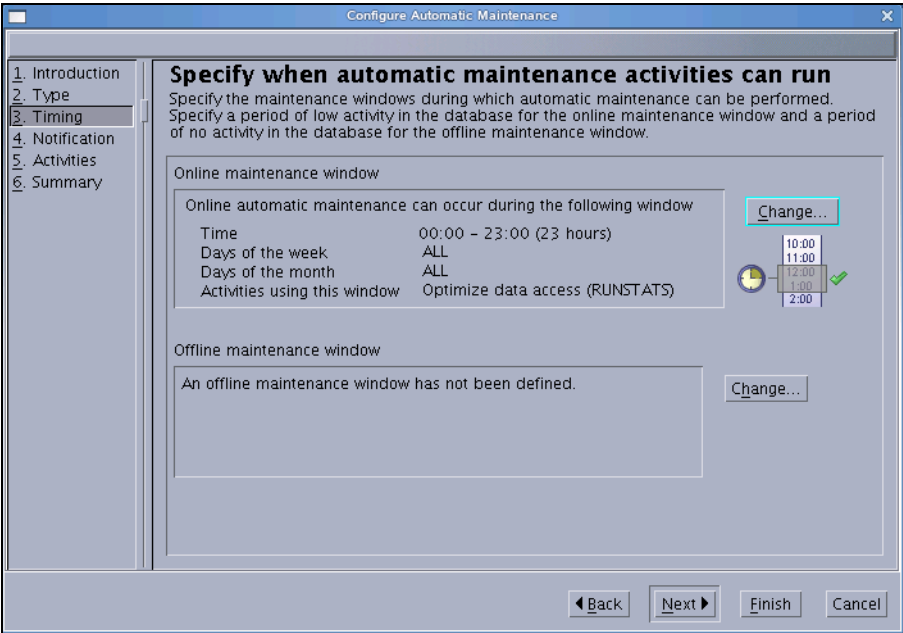 Configure Automatic Maintenance
1. Introduction
2. Type
3. Timing
4. Notification
5. Activities
6. Summary
Specify when automatic maintenance activities can run
Specify the maintenance windows during which automatic maintenance can be performed.
Specify a period of low activity in the database for the online maintenance window and a period
of no activity in the database for the offline maintenance window.
Online maintenance window
Online automatic maintenance can occur during the following window
Time 00:00 – 23:00 (23 hours)
Days of the week ALL
Days of the month ALL
Activities using this window Optimize data access (RUNSTATS)
Change...
10:00
11:00
12:00
1:00
2:00
Offline maintenance window
An offline maintenance window has not been defined.
Change...
Back
Next
Finish
Cancel